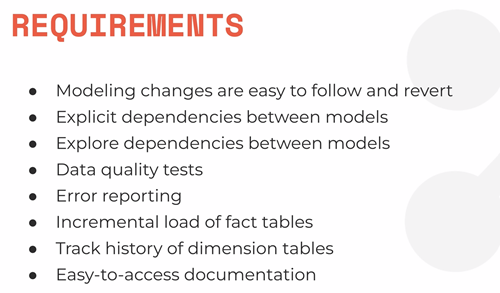 REQUIREMENTS
● Modeling changes are easy to follow and revert
● Explicit dependencies between models
● Explore dependencies between models
● Data quality tests
● Error reporting
● Incremental load of fact tables
● Track history of dimension tables
● Easy-to-access documentation